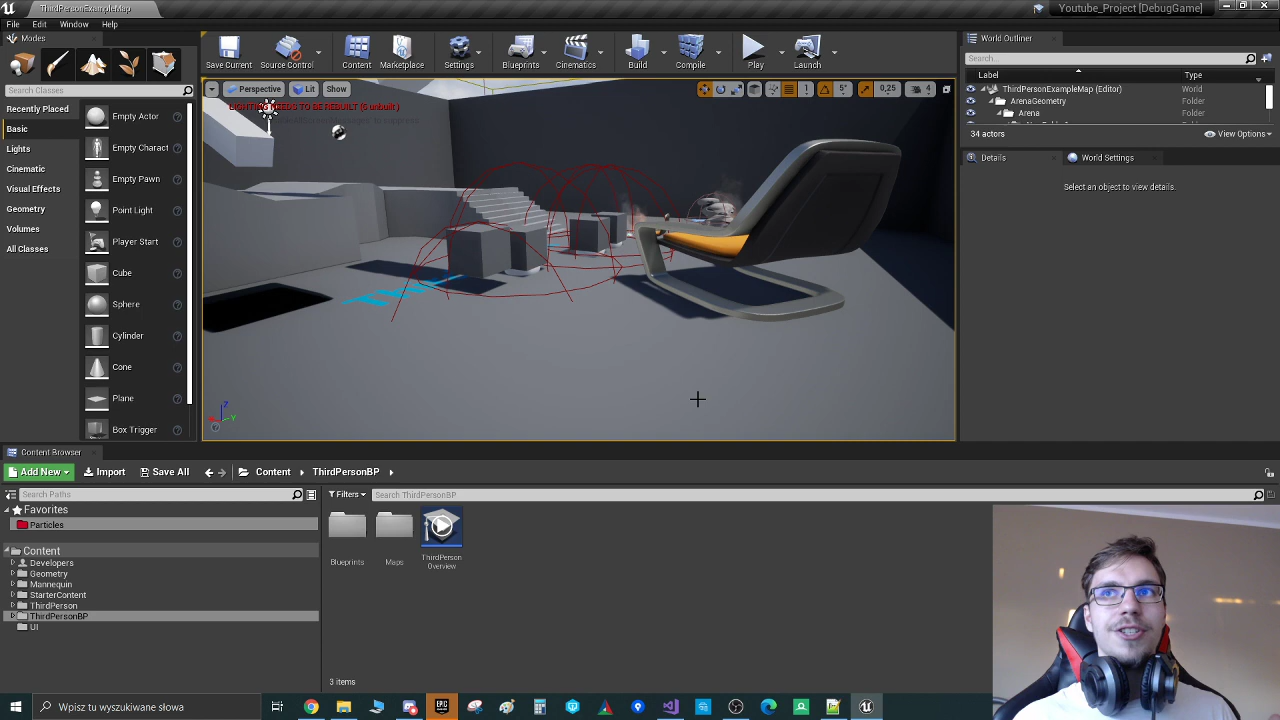 ThirdPersonExampleMap
Youtube_Project [DebugGame]
File Edit Window Help
Modes
World Outliner
Save Current Source Control Content Marketplace Settings Blueprints Cinematics Build Compile Play Launch
Search...
Label Type
ThirdPersonExampleMap (Editor) World
ArenaGeometry Folder
Arena Folder
34 actors View Options
Details World Settings
Select an object to view details.
Search Classes
Recently Placed
Basic
Lights
Cinematic
Visual Effects
Geometry
Volumes
All Classes
Empty Actor
Empty Charact
Empty Pawn
Point Light
Player Start
Cube
Sphere
Cylinder
Cone
Plane
Box Trigger
Perspective Lit Show
5° 0,25 4
LIGHTING NEEDS TO BE REBUILT (6 unbuilt)
Z
Y
Content Browser
Add New Import Save All Content ThirdPersonBP
Search Paths
Filters Search ThirdPersonBP
Favorites
Particles
Content
Developers
Geometry
Mannequin
StarterContent
ThirdPerson
ThirdPersonBP
UI
Blueprints Maps ThirdPerson
Overview
3 items
Wpisz tu wyszukiwane słowa
EPIC